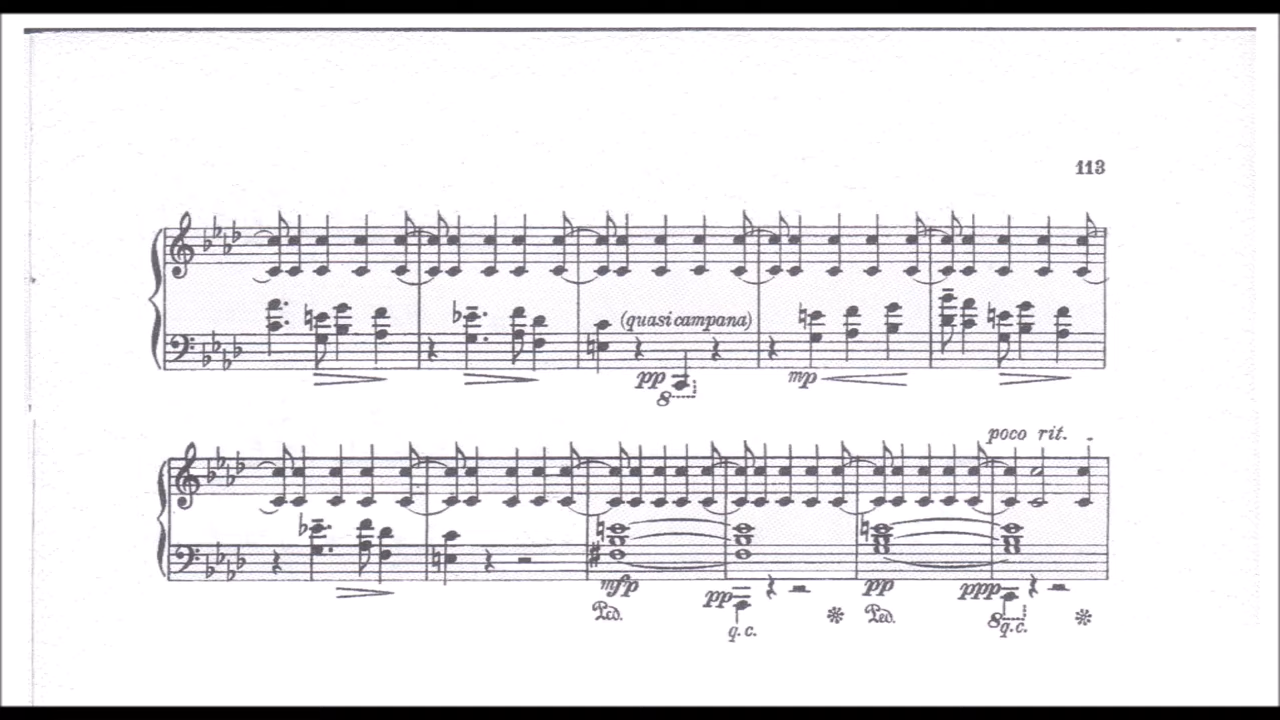 113
(quasi campana)
pp
8
mp
poco rit.
mfp
pp
pp
ppp
Ped.
Ped.
8
q.c.
q.c.